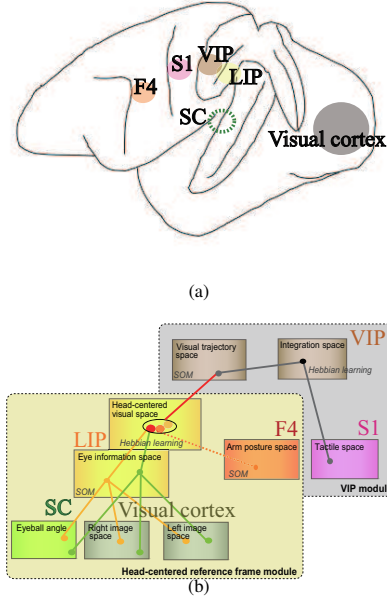 S1
VIP
LIP
F4
SC
Visual cortex
(a)
VIP
Visual trajectory
space
SOM
Integration space
Hebbian learning
Head-centered
visual space
Hebbian learning
LIP
F4
S1
Eye information space
SOM
Arm posture space
SOM
Tactile space
VIP modul
SC
Visual cortex
Eyeball angle
Right image
space
Left image
space
Head-centered reference frame module
(b)